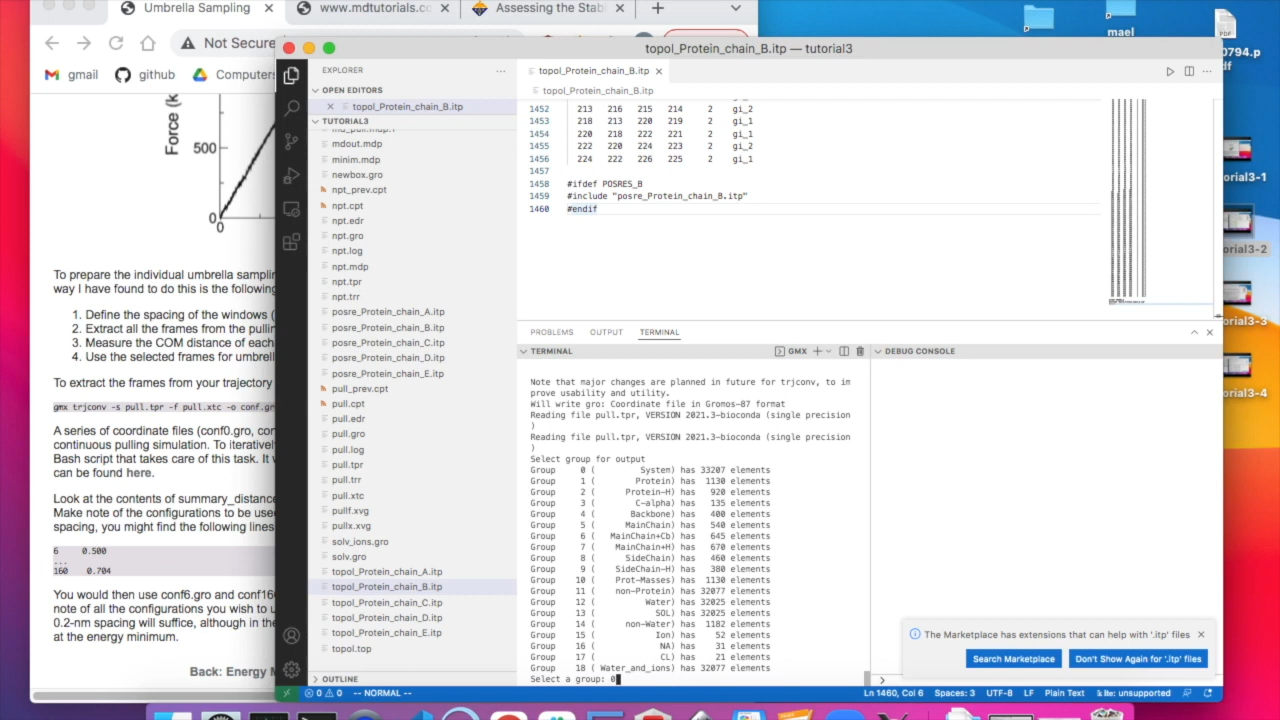 Umbrella Sampling
www.mdtutorials.co
Assessing the Stabi
Not Secure
gmail
github
Computers
mael
0794.p
df
orial3-1
orial3-2
orial3-3
orial3-4
Force (k
500
0
0
To prepare the individual umbrella sampli
way I have found to do this is the following
1. Define the spacing of the windows (
2. Extract all the frames from the pullin
3. Measure the COM distance of each
4. Use the selected frames for umbrell
To extract the frames from your trajectory
gmx trjconv -s pull.tpr -f pull.xtc -o conf.gr
A series of coordinate files (conf0.gro, con
continuous pulling simulation. To iterativel
Bash script that takes care of this task. It w
can be found here.
Look at the contents of summary_distance
Make note of the configurations to be used
spacing, you might find the following lines
6 0.500
...
160 0.704
You would then use conf6.gro and conf160
note of all the configurations you wish to u
0.2-nm spacing will suffice, although in the
at the energy minimum.
Back: Energy M
topol_Protein_chain_B.itp — tutorial3
EXPLORER
OPEN EDITORS
topol_Protein_chain_B.itp
TUTORIAL3
md_pull.mdp.1
mdout.mdp
minim.mdp
newbox.gro
npt_prev.cpt
npt.cpt
npt.edr
npt.gro
npt.log
npt.mdp
npt.tpr
npt.trr
posre_Protein_chain_A.itp
posre_Protein_chain_B.itp
posre_Protein_chain_C.itp
posre_Protein_chain_D.itp
posre_Protein_chain_E.itp
pull_prev.cpt
pull.cpt
pull.edr
pull.gro
pull.log
pull.tpr
pull.trr
pull.xtc
pullf.xvg
pullx.xvg
solv_ions.gro
solv.gro
topol_Protein_chain_A.itp
topol_Protein_chain_B.itp
topol_Protein_chain_C.itp
topol_Protein_chain_D.itp
topol_Protein_chain_E.itp
topol.top
OUTLINE
topol_Protein_chain_B.itp
topol_Protein_chain_B.itp
1452 213 216 215 214 2 gi_2
1453 218 213 220 219 2 gi_1
1454 220 218 222 221 2 gi_1
1455 222 220 224 223 2 gi_2
1456 224 222 226 225 2 gi_1
1457
1458 #ifdef POSRES_B
1459 #include "posre_Protein_chain_B.itp"
1460 #endif
PROBLEMS OUTPUT TERMINAL
TERMINAL
GMX
DEBUG CONSOLE
Note that major changes are planned in future for trjconv, to im
prove usability and utility.
Will write gro: Coordinate file in Gromos-87 format
Reading file pull.tpr, VERSION 2021.3-bioconda (single precision
)
Reading file pull.tpr, VERSION 2021.3-bioconda (single precision
)
Select group for output
Group 0 ( System) has 33207 elements
Group 1 ( Protein) has 1130 elements
Group 2 ( Protein-H) has 920 elements
Group 3 ( C-alpha) has 135 elements
Group 4 ( Backbone) has 400 elements
Group 5 ( MainChain) has 540 elements
Group 6 ( MainChain+Cb) has 645 elements
Group 7 ( MainChain+H) has 670 elements
Group 8 ( SideChain) has 460 elements
Group 9 ( SideChain-H) has 380 elements
Group 10 ( Prot-Masses) has 1130 elements
Group 11 ( non-Protein) has 32077 elements
Group 12 ( Water) has 32025 elements
Group 13 ( SOL) has 32025 elements
Group 14 ( non-Water) has 1182 elements
Group 15 ( Ion) has 52 elements
Group 16 ( NA) has 31 elements
Group 17 ( CL) has 21 elements
Group 18 ( Water_and_ions) has 32077 elements
Select a group: 0
The Marketplace has extensions that can help with '.itp' files
Search Marketplace
Don't Show Again for '.itp' files
0 0 -- NORMAL --
Ln 1460, Col 6 Spaces: 3 UTF-8 LF Plain Text kite: unsupported